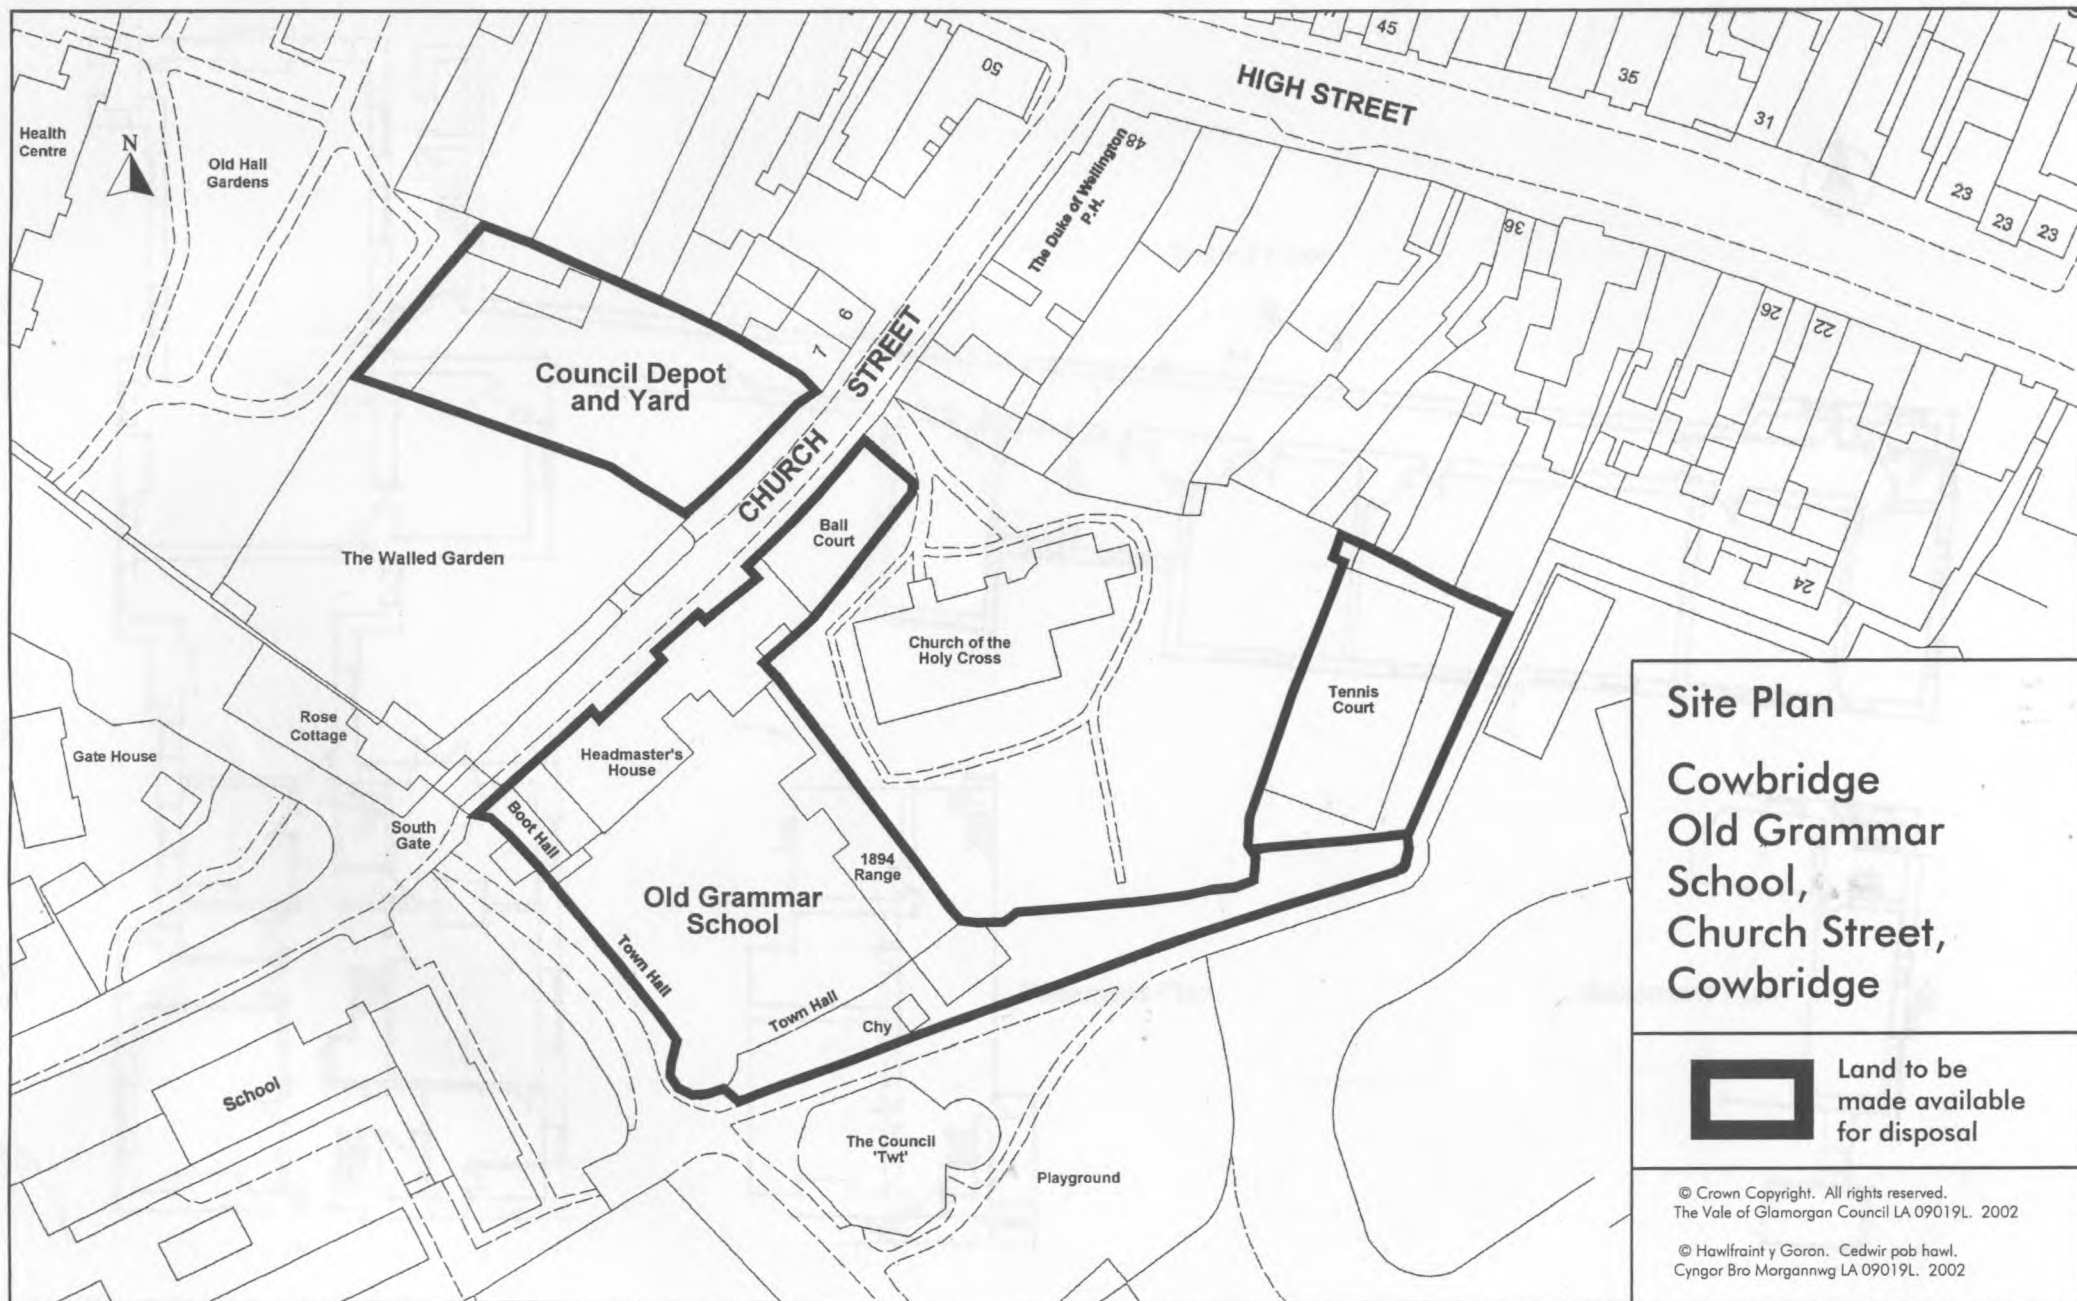 45
35
31
23
23
23
50
HIGH STREET
Health
Centre
N
Old Hall
Gardens
The Duke of Wellington
P.H.
48
36
26
22
24
6
7
Council Depot
and Yard
CHURCH STREET
Ball
Court
The Walled Garden
Church of the
Holy Cross
Tennis
Court
Rose
Cottage
Gate House
Headmaster's
House
South
Gate
Boot Hall
1894
Range
Old Grammar
School
Town Hall
Town Hall
Chy
School
The Council
'Twt'
Playground
Site Plan
Cowbridge
Old Grammar
School,
Church Street,
Cowbridge
Land to be
made available
for disposal
© Crown Copyright. All rights reserved.
The Vale of Glamorgan Council LA 09019L. 2002
© Hawlfraint y Goron. Cedwir pob hawl.
Cyngor Bro Morgannwg LA 09019L. 2002